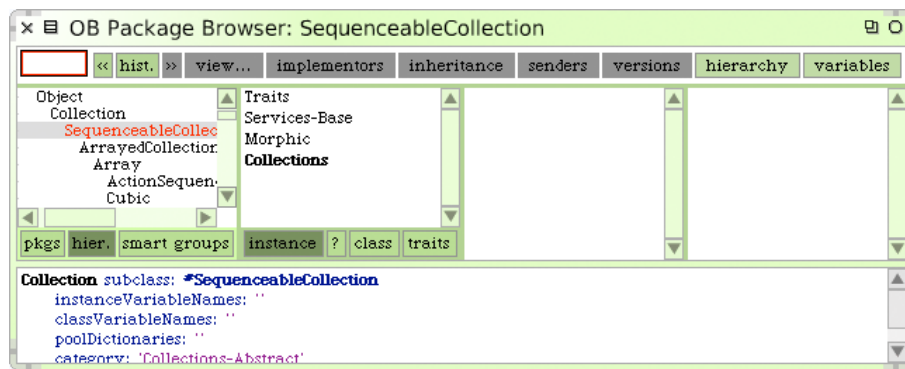 OB Package Browser: SequenceableCollection
<< hist. >> view... implementors inheritance senders versions hierarchy variables
Object
Collection
SequenceableCollec
ArrayedCollection
Array
ActionSequen
Cubic
pkgs hier. smart groups
Traits
Services-Base
Morphic
Collections
instance ? class traits
Collection subclass: #SequenceableCollection
instanceVariableNames: ''
classVariableNames: ''
poolDictionaries: ''
category: 'Collections-Abstract'